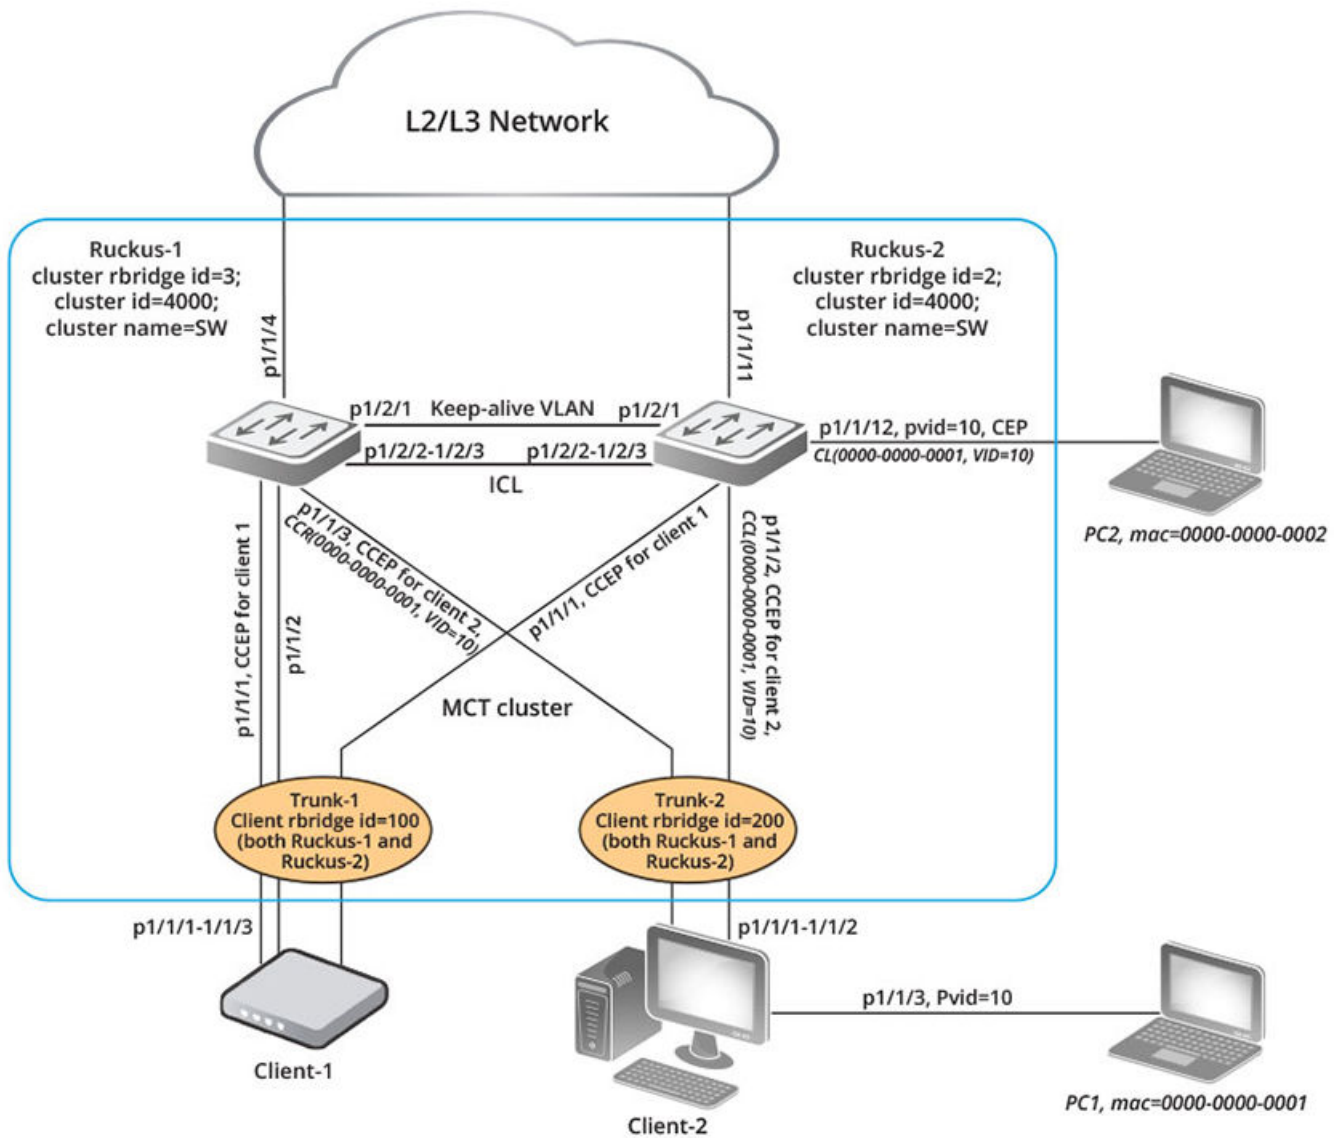 L2/L3 Network
Ruckus-1
cluster rbridge id=3;
cluster id=4000;
cluster name=SW
Ruckus-2
cluster rbridge id=2;
cluster id=4000;
cluster name=SW
p1/1/4
p1/1/11
p1/2/1
Keep-alive VLAN
p1/2/1
p1/2/2-1/2/3
p1/2/2-1/2/3
ICL
p1/1/12, pvid=10, CEP
CL(0000-0000-0001, VID=10)
PC2, mac=0000-0000-0002
p1/1/1, CCEP for client 1
p1/1/2
p1/1/3, CCEP for client 2,
CCR(0000-0000-0001, VID=10)
p1/1/1, CCEP for client 1
p1/1/2, CCEP for client 2,
CCL(0000-0000-0001, VID=10)
MCT cluster
Trunk-1
Client rbridge id=100
(both Ruckus-1 and
Ruckus-2)
Trunk-2
Client rbridge id=200
(both Ruckus-1 and
Ruckus-2)
p1/1/1-1/1/3
p1/1/1-1/1/2
p1/1/3, Pvid=10
Client-1
Client-2
PC1, mac=0000-0000-0001